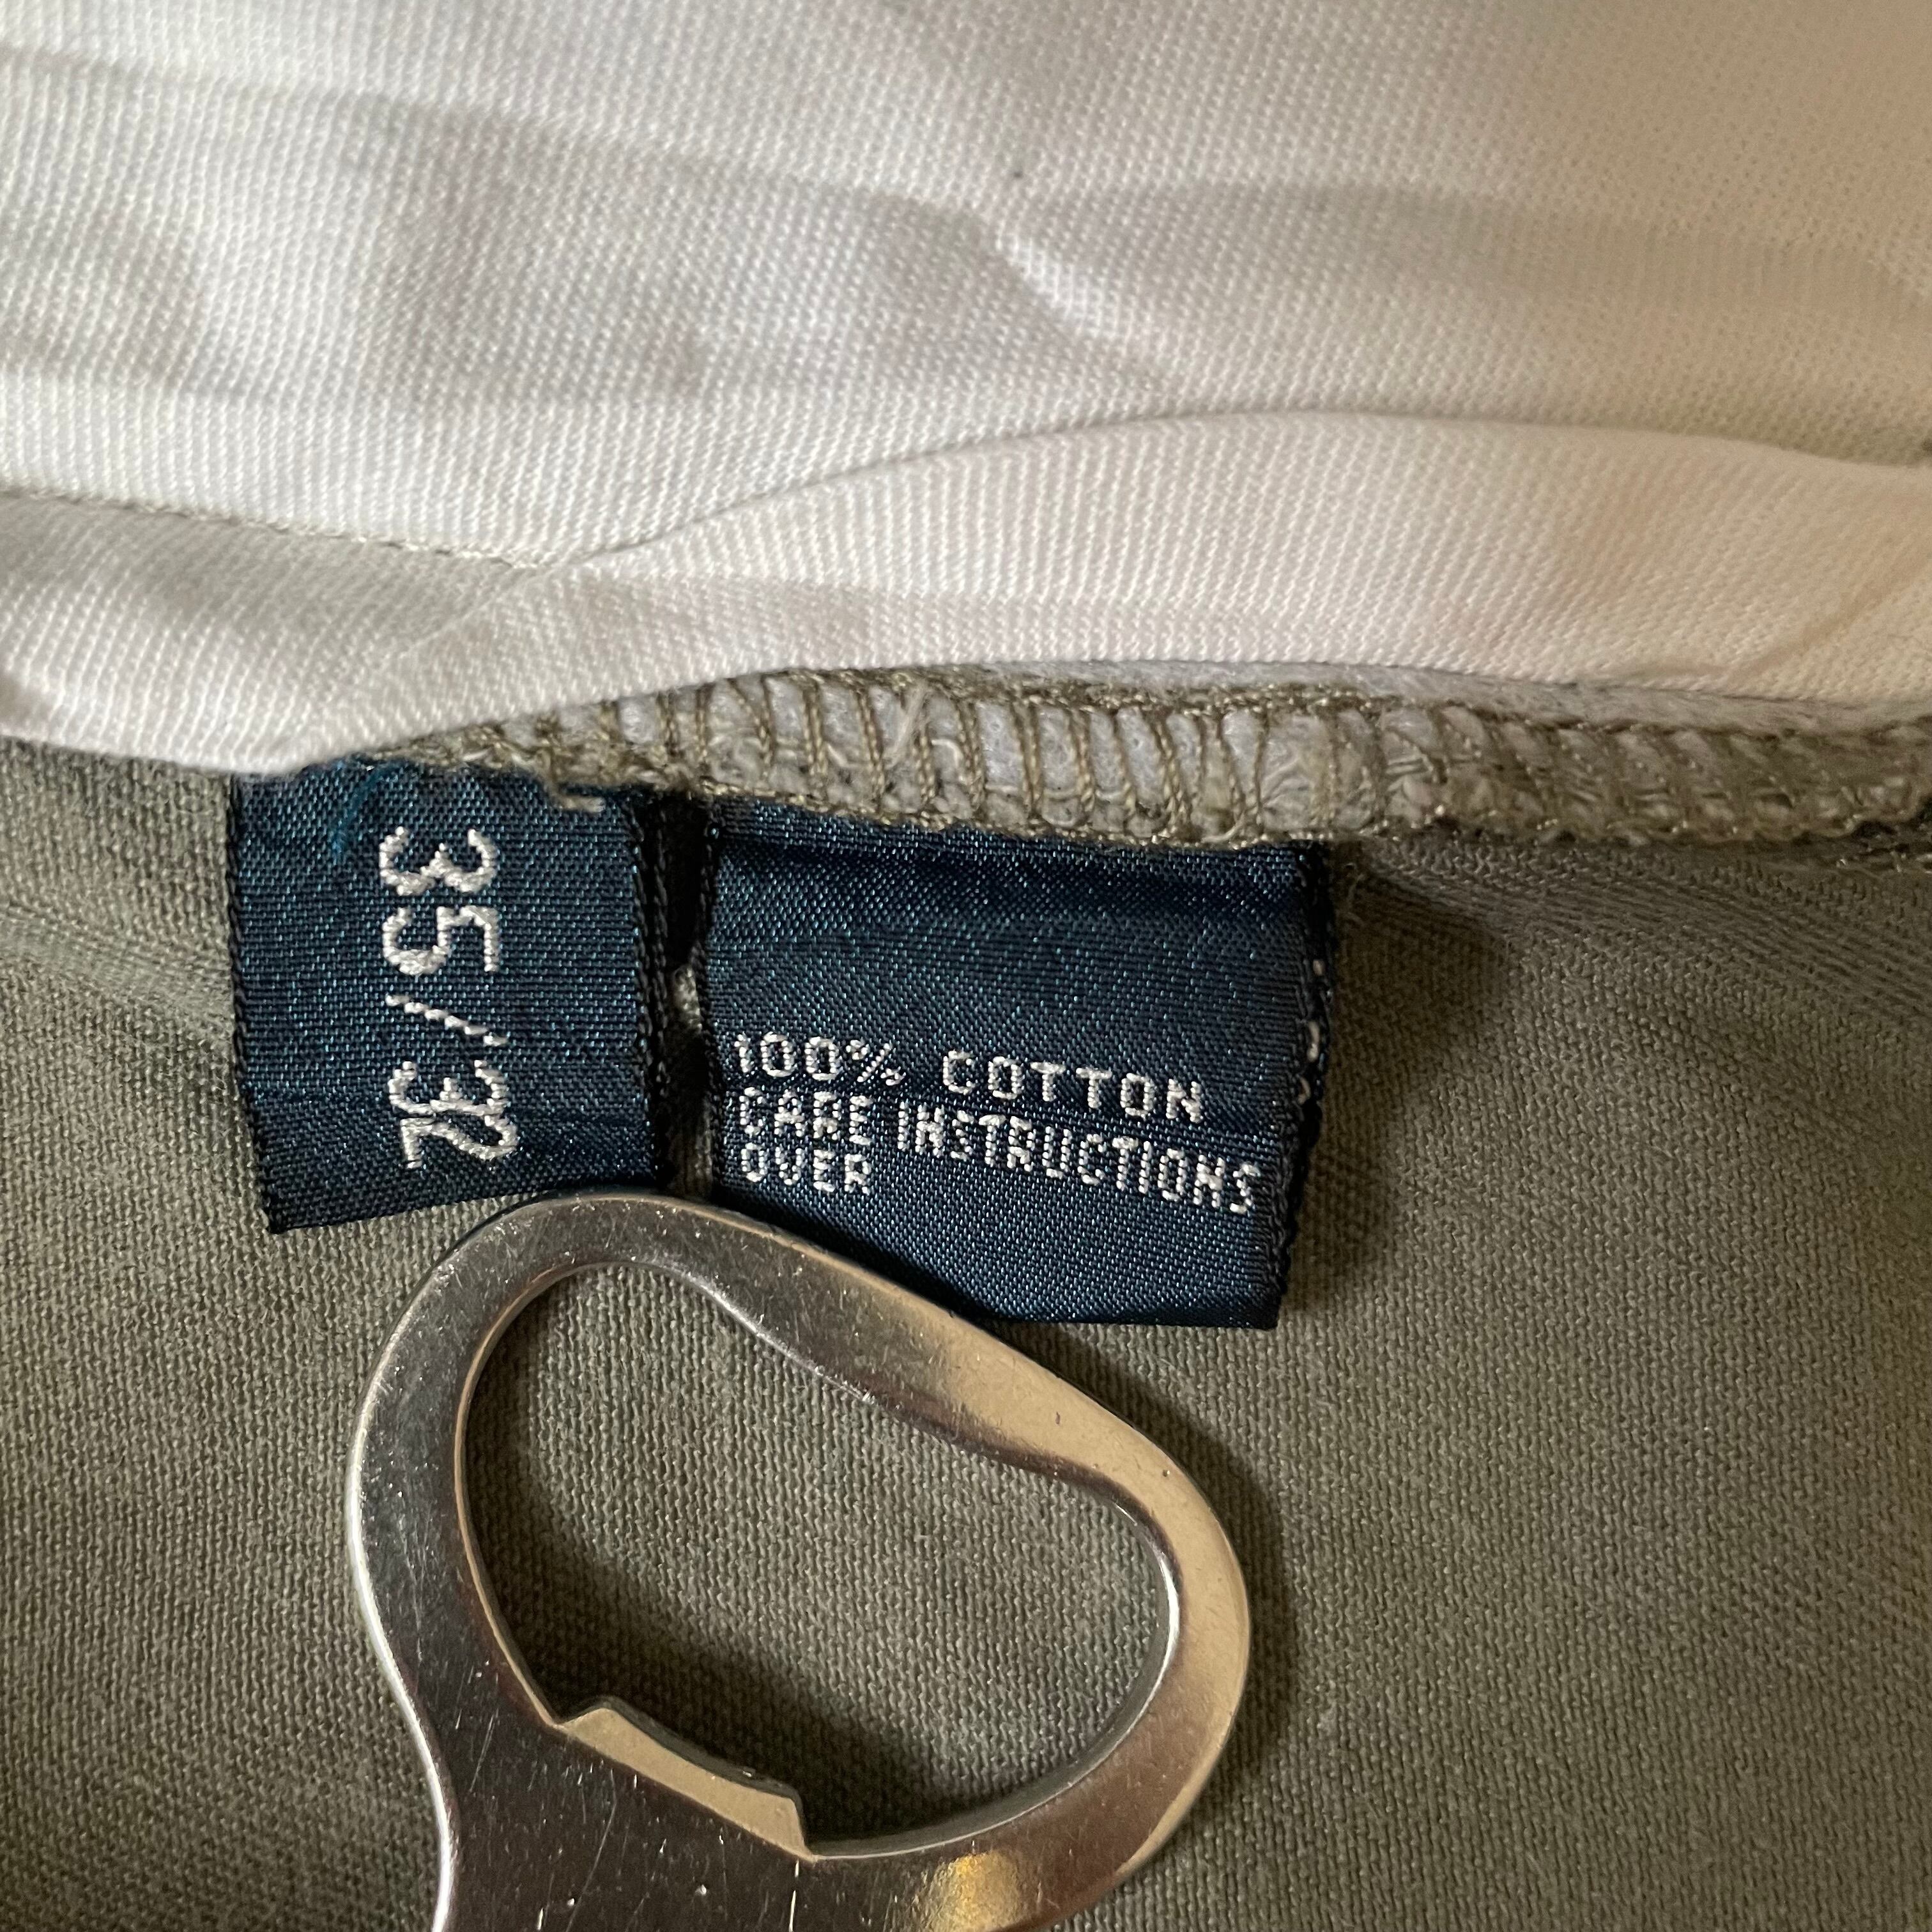 35/32
100% COTTON
CARE INSTRUCTIONS
OVER